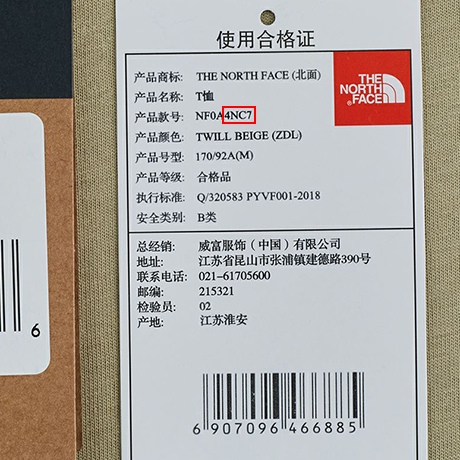 使用合格证
产品商标: THE NORTH FACE (北面)
产品名称: T恤
产品款号: NF0A4NC7
产品颜色: TWILL BEIGE (ZDL)
产品号型: 170/92A(M)
产品等级: 合格品
执行标准: Q/320583 PYVF001-2018
安全类别: B类
THE
NORTH
FACE
总经销: 威富服饰（中国）有限公司
地址: 江苏省昆山市张浦镇建德路390号
联系电话: 021-61705600
邮编: 215321
检验员: 02
产地: 江苏淮安
6 907096 466885
6